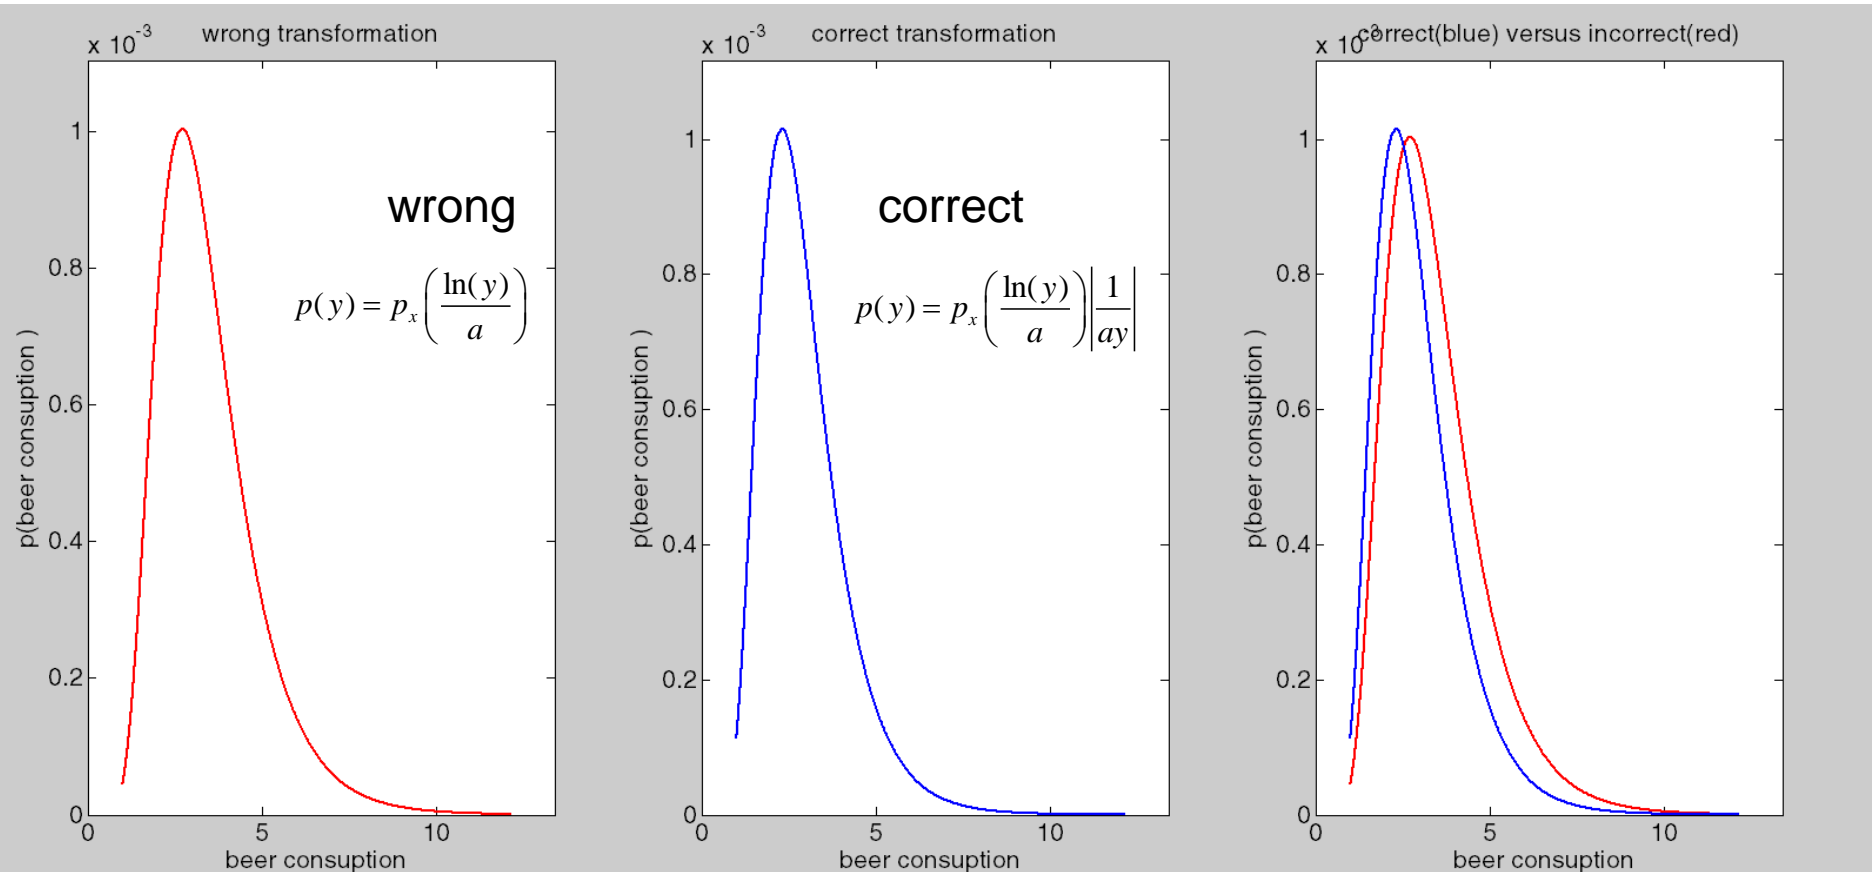 wrong transformation
x 10^-3
1
0.8
0.6
0.4
0.2
0
0 5 10
p(beer consuption )
beer consuption
wrong
p(y) = p_x(ln(y)/a)
correct transformation
x 10^-3
1
0.8
0.6
0.4
0.2
0
0 5 10
p(beer consuption )
beer consuption
correct
p(y) = p_x(ln(y)/a)|1/ay|
correct(blue) versus incorrect(red)
x 10^-3
1
0.8
0.6
0.4
0.2
0
0 5 10
p(beer consuption )
beer consuption